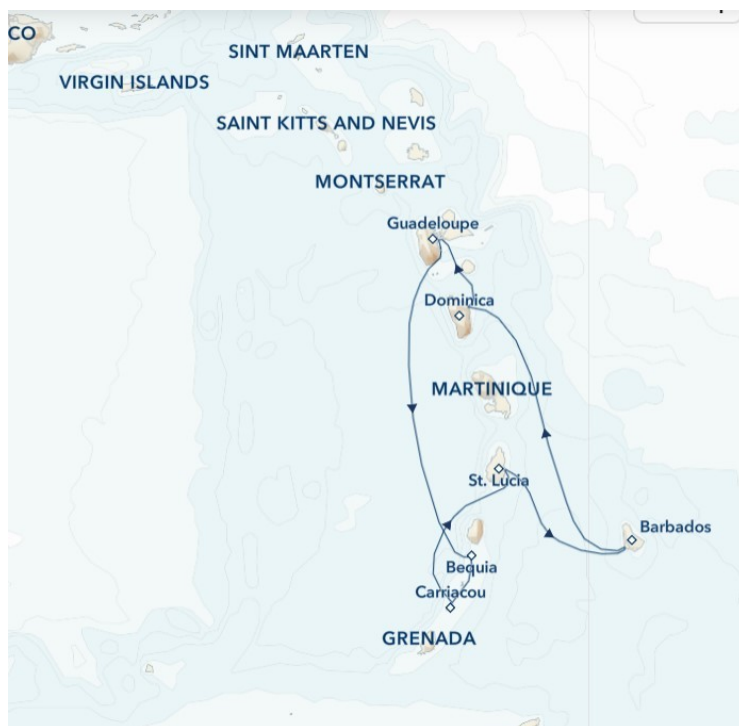 CO
SINT MAARTEN
VIRGIN ISLANDS
SAINT KITTS AND NEVIS
MONTSERRAT
Guadeloupe
Dominica
MARTINIQUE
St. Lucia
Barbados
Bequia
Carriacou
GRENADA